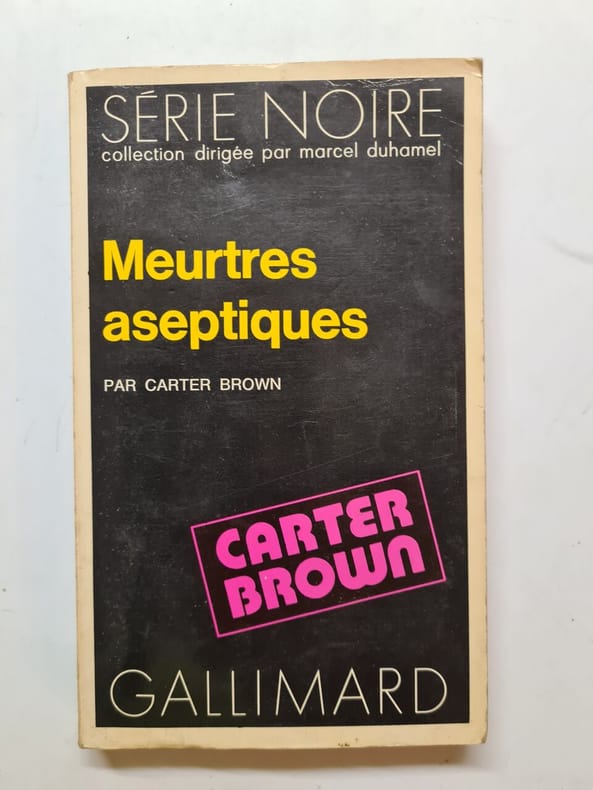 SÉRIE NOIRE
collection dirigée par marcel duhamel
Meurtres
aseptiques
PAR CARTER BROWN
CARTER
BROWN
GALLIMARD